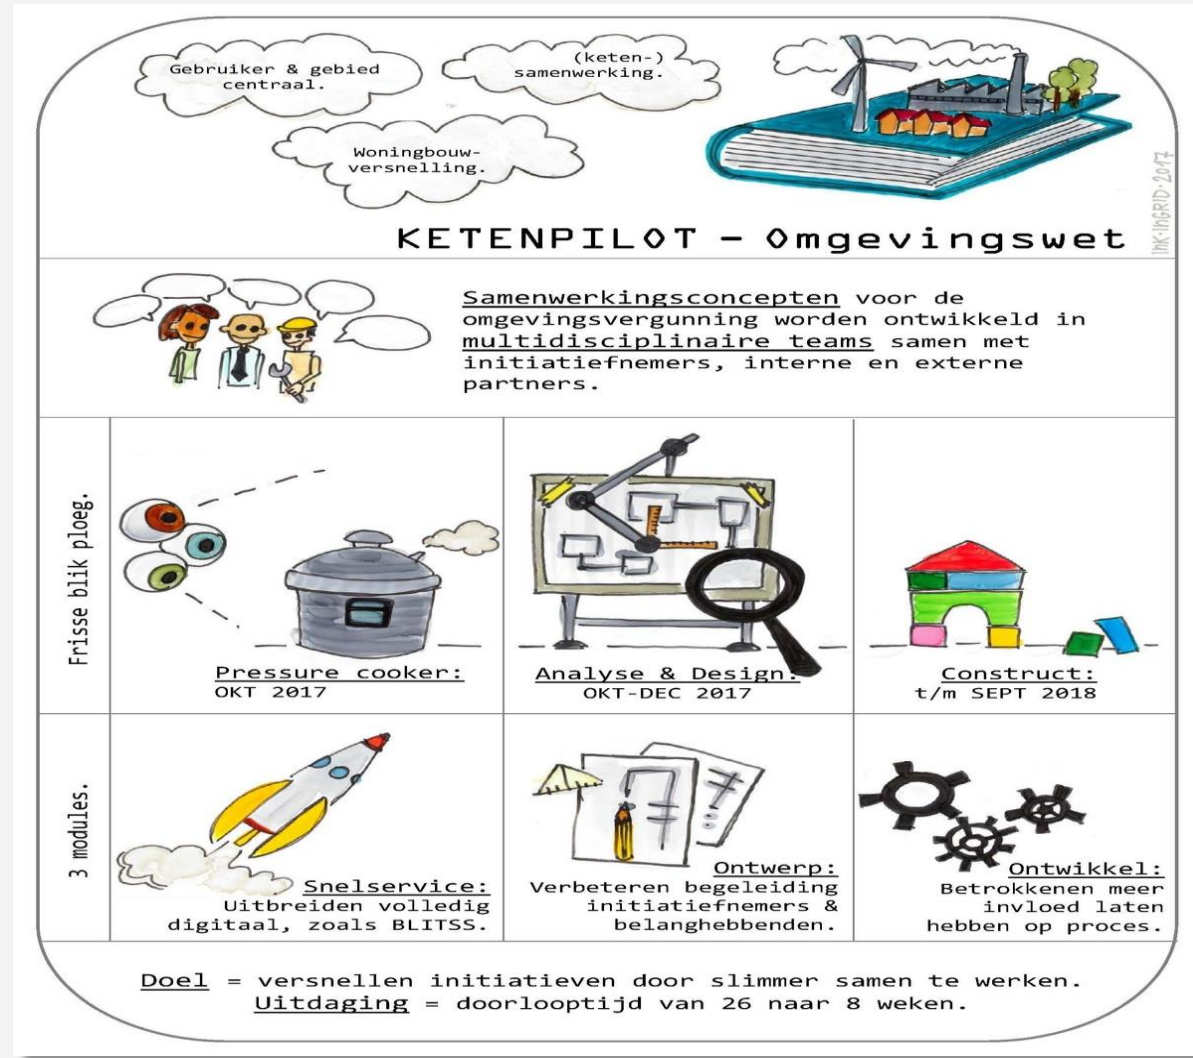 Gebruiker & gebied
centraal.
(keten-)
samenwerking.
Woningbouw-
versnelling.
INK·INGRID·2017
KETENPILOT – Omgevingswet
Samenwerkingsconcepten voor de
omgevingsvergunning worden ontwikkeld in
multidisciplinaire teams samen met
initiatiefnemers, interne en externe
partners.
Frisse blik ploeg.
Pressure cooker:
OKT 2017
Analyse & Design:
OKT-DEC 2017
Construct:
t/m SEPT 2018
3 modules.
Snelservice:
Uitbreiden volledig
digitaal, zoals BLITSS.
Ontwerp:
Verbeteren begeleiding
initiatiefnemers &
belanghebbenden.
Ontwikkel:
Betrokkenen meer
invloed laten
hebben op proces.
Doel = versnellen initiatieven door slimmer samen te werken.
Uitdaging = doorlooptijd van 26 naar 8 weken.